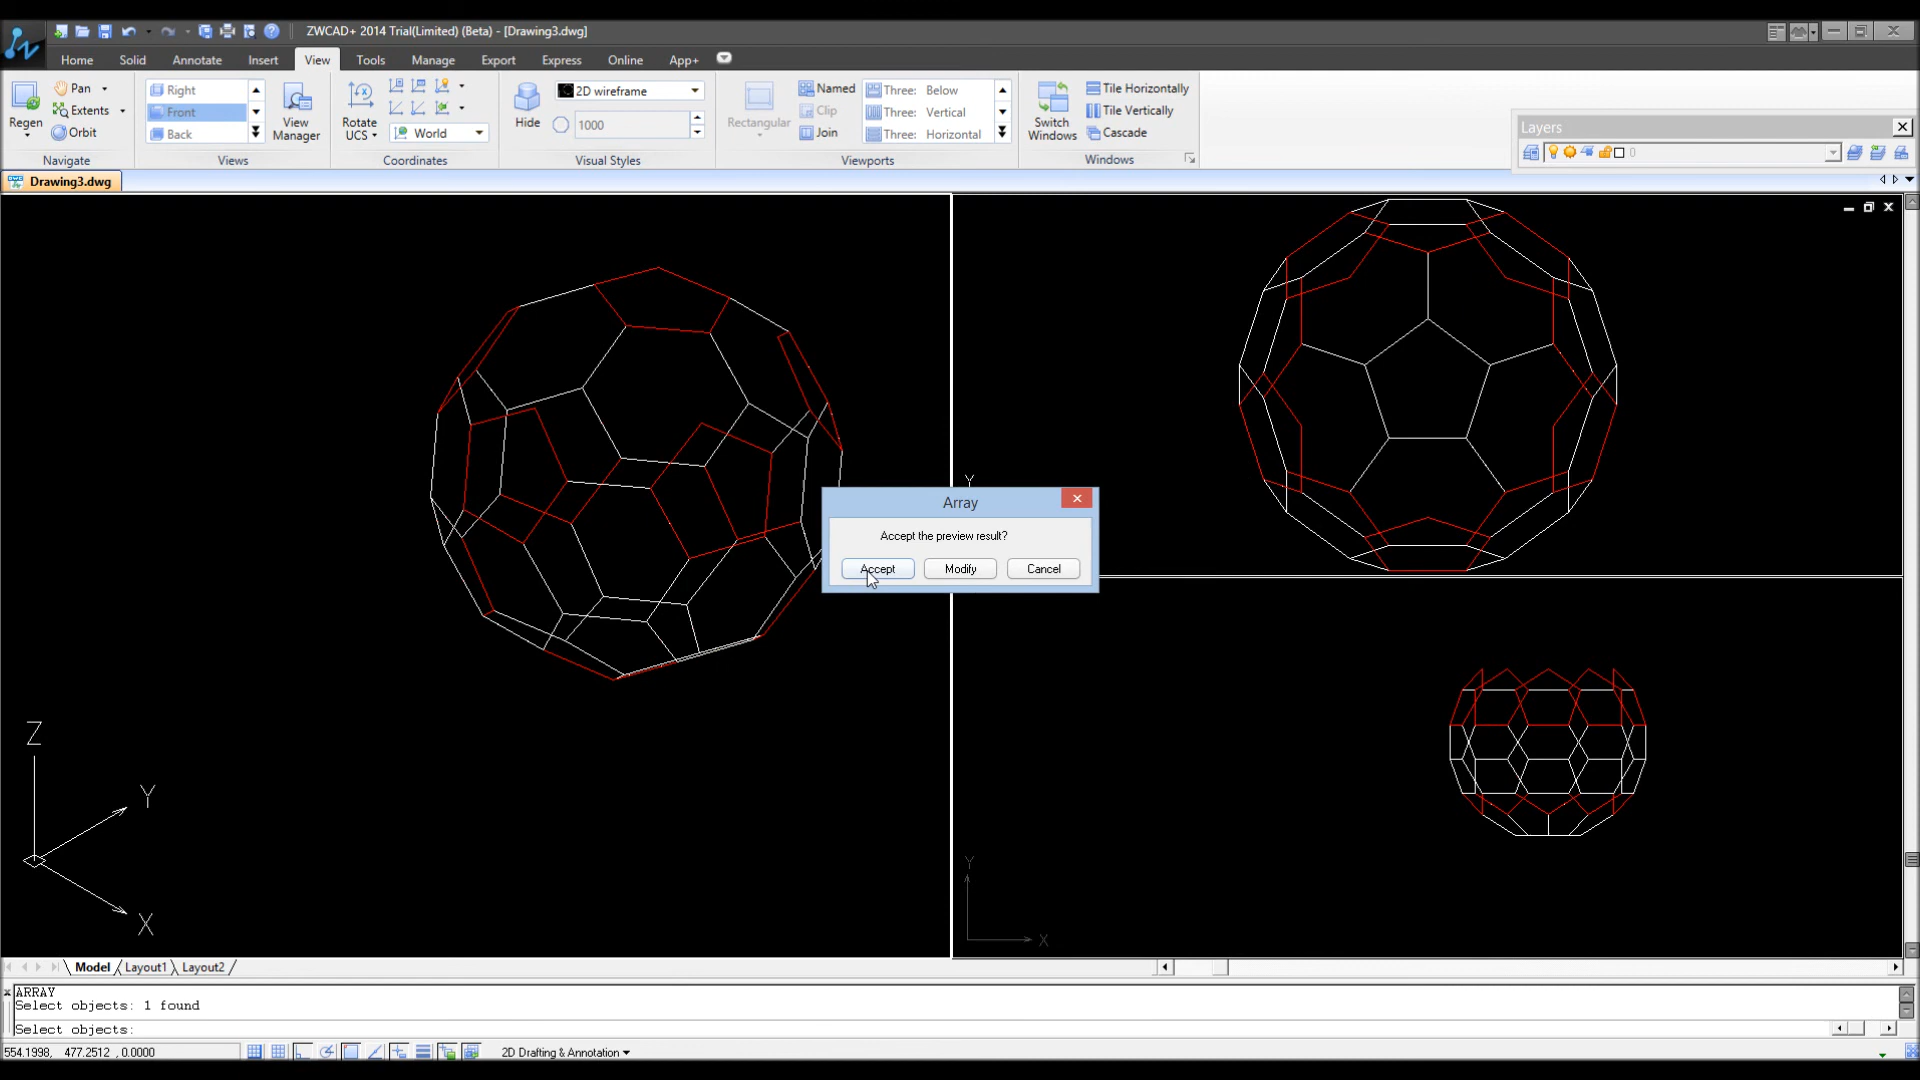 ZWCAD+ 2014 Trial(Limited) (Beta) - [Drawing3.dwg]
Home Solid Annotate Insert View Tools Manage Export Express Online App+
Regen
Pan
Extents
Orbit
Navigate
Right
Front
Back
View Manager
Views
Rotate UCS
World
Coordinates
Hide
2D wireframe
1000
Visual Styles
Rectangular
Named
Clip
Join
Three: Below
Three: Vertical
Three: Horizontal
Viewports
Switch Windows
Tile Horizontally
Tile Vertically
Cascade
Windows
Layers
0
Drawing3.dwg
Y
Array
Accept the preview result?
Accept Modify Cancel
Z
Y
X
Y
X
Model Layout1 Layout2
ARRAY
Select objects: 1 found
Select objects:
554.1998, 477.2512 ,0.0000
2D Drafting & Annotation